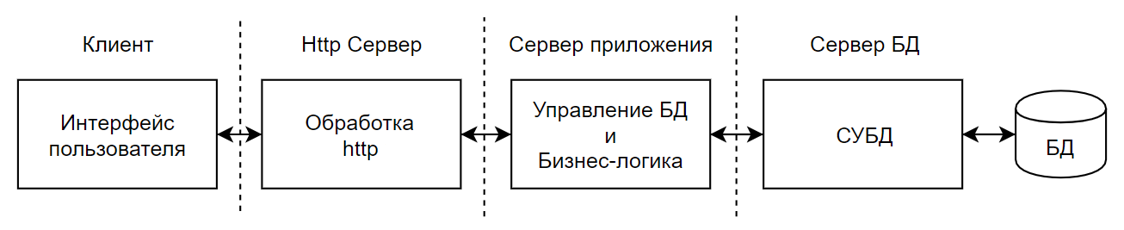 Клиент
Http Сервер
Сервер приложения
Сервер БД
Интерфейс
пользователя
Обработка
http
Управление БД
и
Бизнес-логика
СУБД
БД